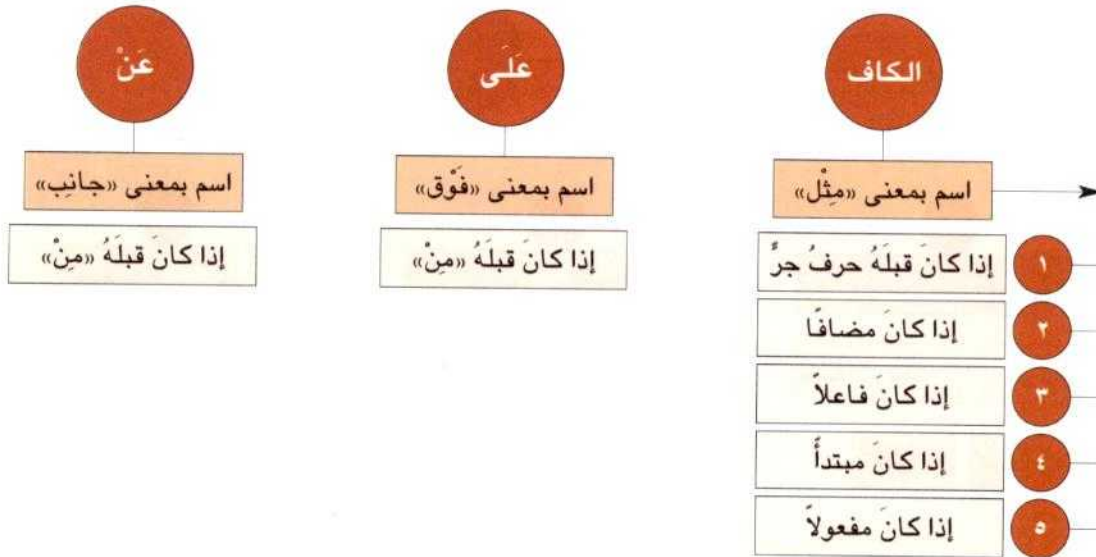 الكاف
اسم بمعنى «مِثْل»
١ إذا كانَ قبلَهُ حرفُ جرٍّ
٢ إذا كانَ مضافًا
٣ إذا كانَ فاعلاً
٤ إذا كانَ مبتدأً
٥ إذا كانَ مفعولاً
عَلَى
اسم بمعنى «فَوْق»
إذا كانَ قبلَهُ «مِنْ»
عَنْ
اسم بمعنى «جانِب»
إذا كانَ قبلَهُ «مِنْ»